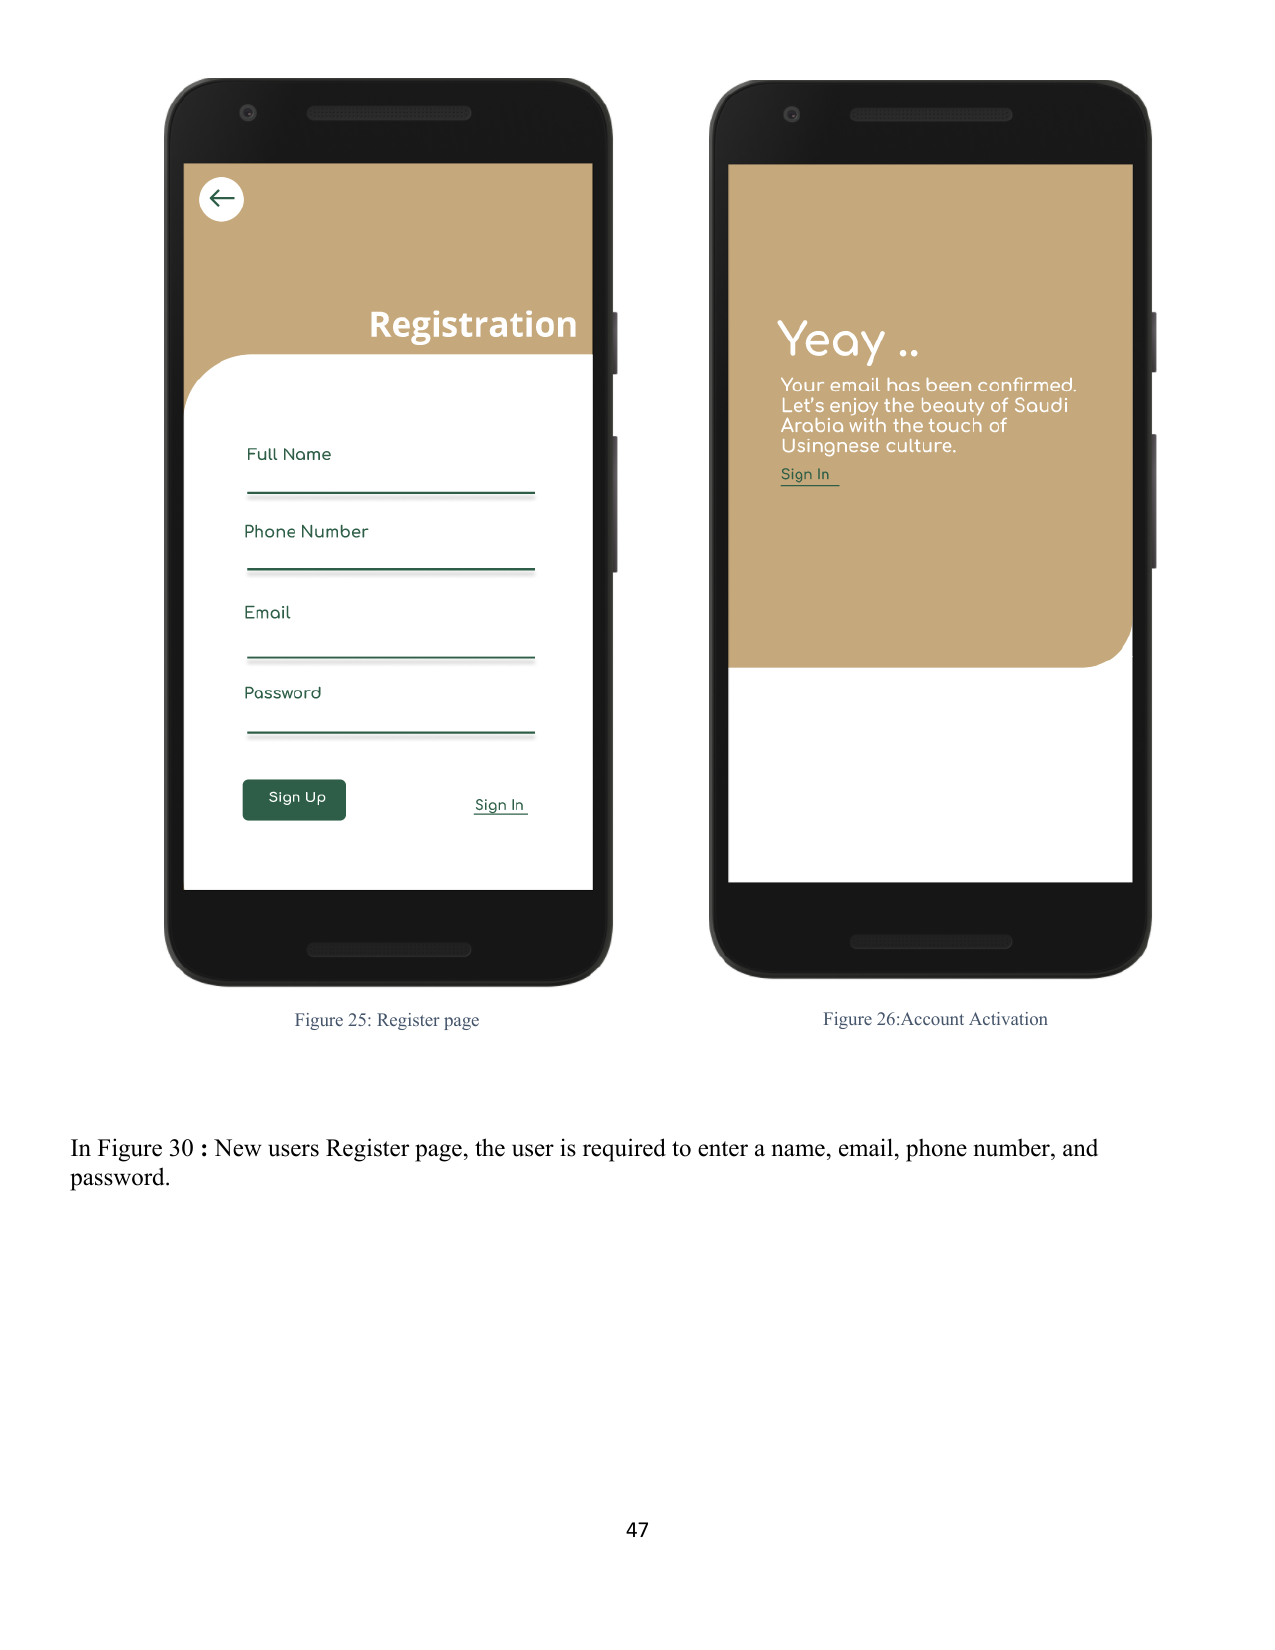 Registration
Full Name
Phone Number
Email
Password
Sign Up
Sign In
Figure 25: Register page
Yeay ..
Your email has been confirmed.
Let's enjoy the beauty of Saudi
Arabia with the touch of
Usingnese culture.
Sign In
Figure 26:Account Activation
In Figure 30 : New users Register page, the user is required to enter a name, email, phone number, and
password.
47